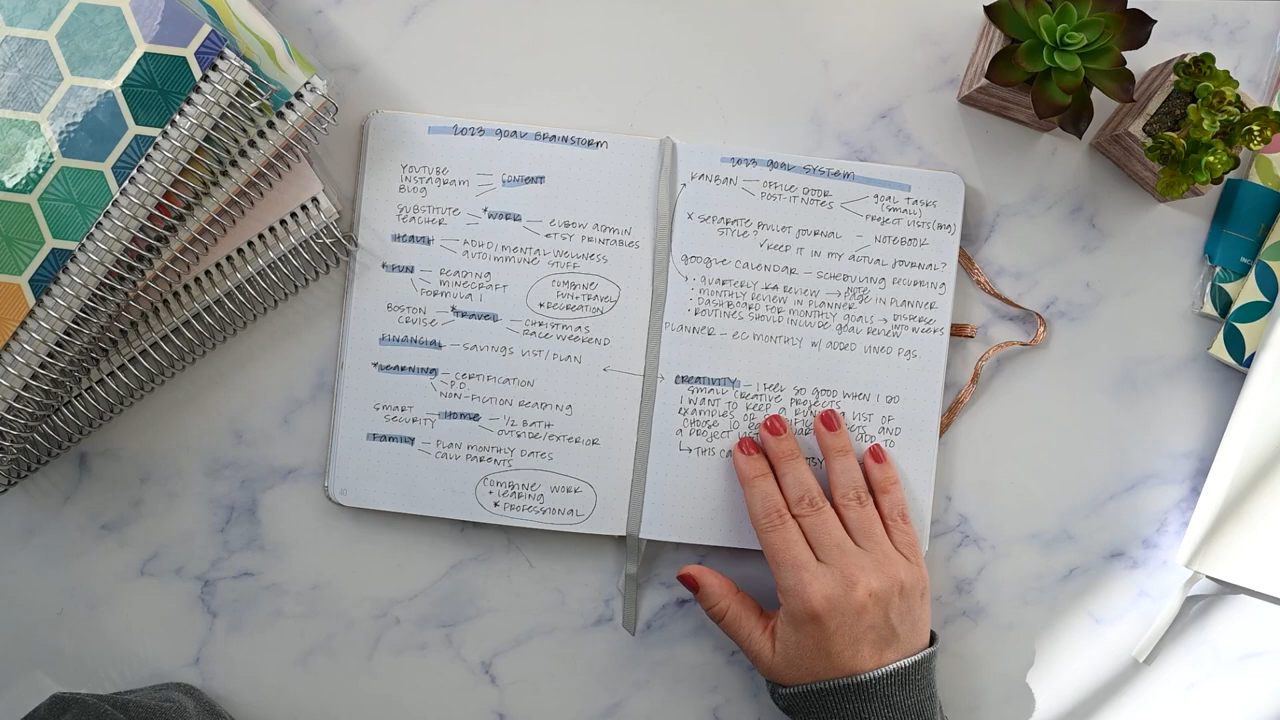 2023 GOAL BRAINSTORM
YOUTUBE
INSTAGRAM
BLOG
CONTENT
SUBSTITUTE
TEACHER
*WORK
ELBOW ADMIN
ETSY PRINTABLES
HEALTH
ADHD/MENTAL WELLNESS
AUTOIMMUNE STUFF
*FUN
READING
MINECRAFT
FORMULA 1
COMBINE/
FUN+TRAVEL
*RECREATION
BOSTON
CRUISE
*TRAVEL
CHRISTMAS
RACE WEEKEND
FINANCIAL
SAVINGS LIST/PLAN
*LEARNING
CERTIFICATION
P.D.
NON-FICTION READING
SMART
SECURITY
HOME
1/2 BATH
OUTSIDE/EXTERIOR
FAMILY
PLAN MONTHLY DATES
CALL PARENTS
COMBINE WORK
+ LEARING
* PROFESSIONAL
2023 GOAL SYSTEM
KANBAN — OFFICE DOOR
POST-IT NOTES
GOAL TASKS
(SMALL)
PROJECT LISTS (BIG)
X SEPARATE BULLET JOURNAL
STYLE?
— NOTEBOOK
✓KEEP IT IN MY ACTUAL JOURNAL?
GOOGLE CALENDAR — SCHEDULING RECURRING
• QUARTERLY REVIEW → NOTE PAGE IN PLANNER
• MONTHLY REVIEW IN PLANNER
• DASHBOARD FOR MONTHLY GOALS → DISPERSE
INTO WEEKS
• ROUTINES SHOULD INCLUDE GOAL REVIEW
PLANNER — EC MONTHLY W/ ADDED LINED PGS.
CREATIVITY — I FEEL SO GOOD WHEN I DO
SMALL CREATIVE PROJECTS
I WANT TO KEEP A LIST OF
EXAMPLES OR
CHOOSE 10 AND
A PROJECT ADD TO
↳ THIS